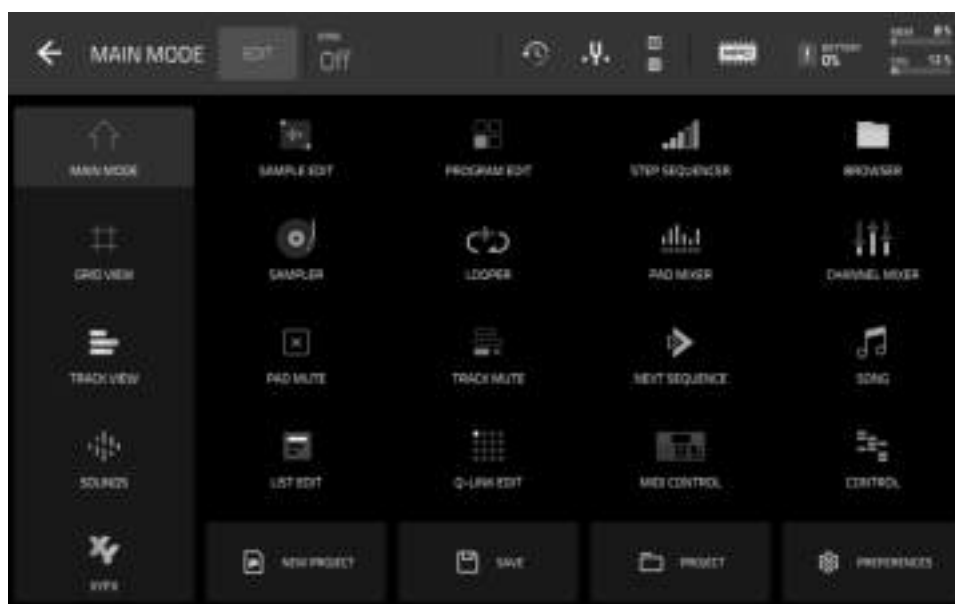 MAIN MODE
EDIT
Off
BATTERY
0%
MAIN MODE
SAMPLE EDIT
PROGRAM EDIT
STEP SEQUENCER
BROWSER
GRID VIEW
SAMPLER
LOOPER
PAD MIXER
CHANNEL MIXER
TRACK VIEW
PAD MUTE
TRACK MUTE
NEXT SEQUENCE
SONG
SOUNDS
LIST EDIT
Q-LINK EDIT
MIDI CONTROL
CONTROL
XYFX
NEW PROJECT
SAVE
PROJECT
PREFERENCES